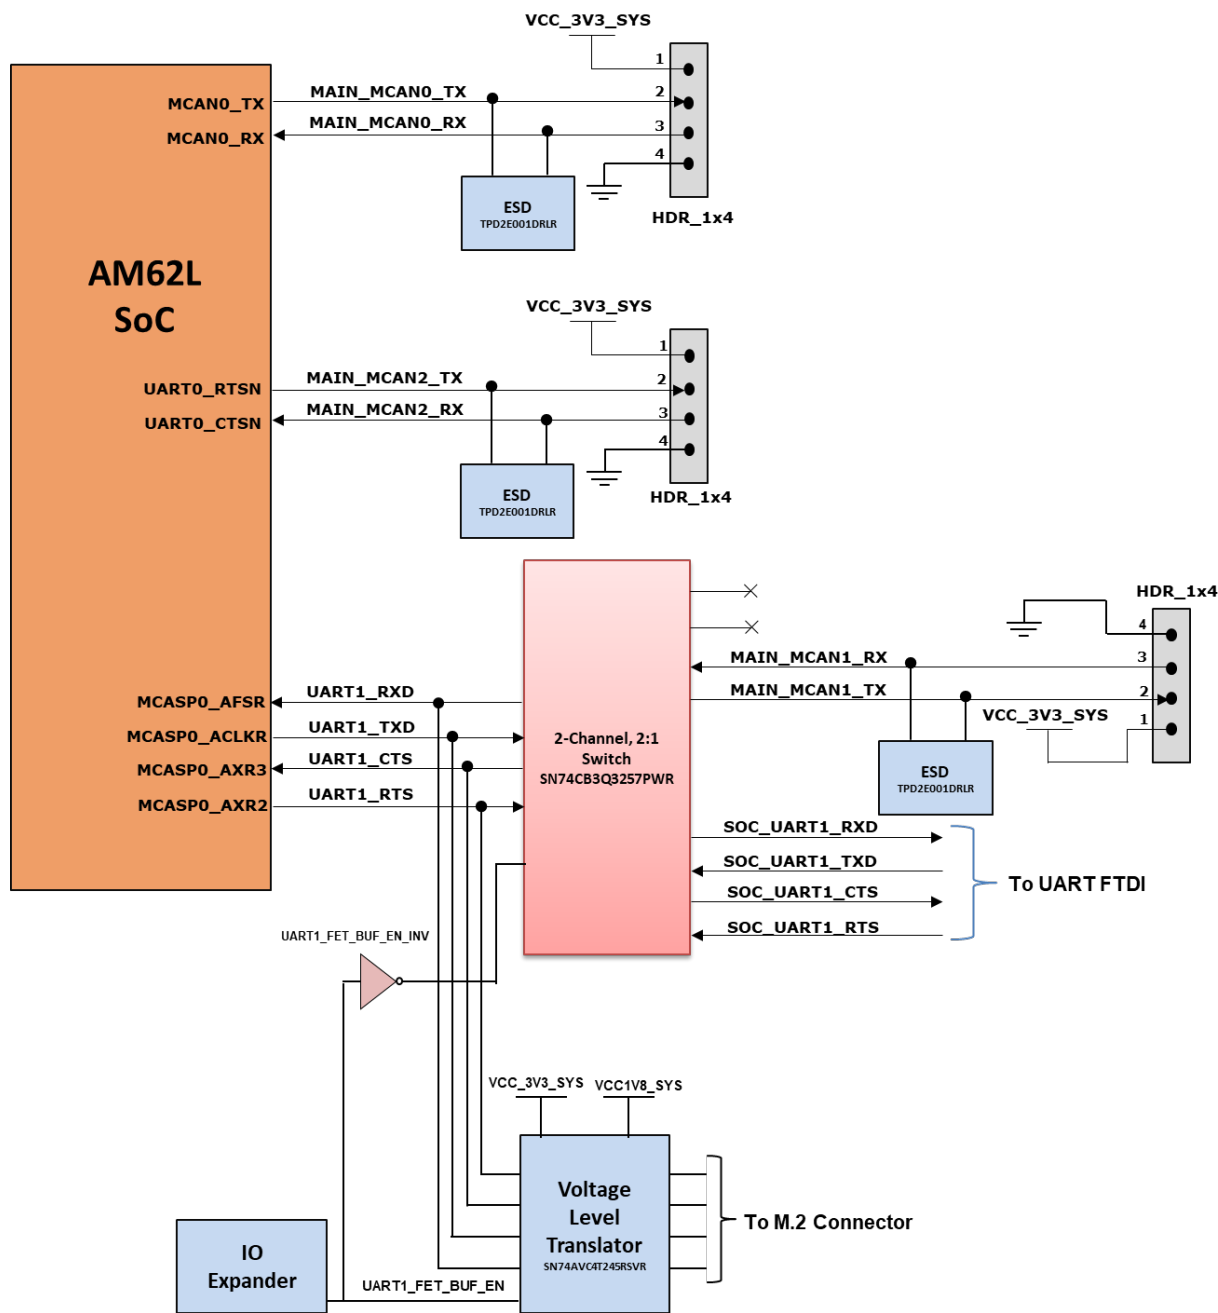 VCC_3V3_SYS
1
MCAN0_TX
MAIN_MCAN0_TX
2
MCAN0_RX
MAIN_MCAN0_RX
3
4
ESD
TPD2E001DRLR
HDR_1x4
AM62L
SoC
VCC_3V3_SYS
1
UART0_RTSN
MAIN_MCAN2_TX
2
UART0_CTSN
MAIN_MCAN2_RX
3
4
ESD
TPD2E001DRLR
HDR_1x4
HDR_1x4
4
MAIN_MCAN1_RX
3
MAIN_MCAN1_TX
2
VCC_3V3_SYS
1
MCASP0_AFSR
UART1_RXD
MCASP0_ACLKR
UART1_TXD
MCASP0_AXR3
UART1_CTS
MCASP0_AXR2
UART1_RTS
2-Channel, 2:1
Switch
SN74CB3Q3257PWR
ESD
TPD2E001DRLR
SOC_UART1_RXD
SOC_UART1_TXD
SOC_UART1_CTS
SOC_UART1_RTS
To UART FTDI
UART1_FET_BUF_EN_INV
VCC_3V3_SYS
VCC1V8_SYS
Voltage
Level
Translator
SN74AVC4T245RSVR
To M.2 Connector
IO
Expander
UART1_FET_BUF_EN